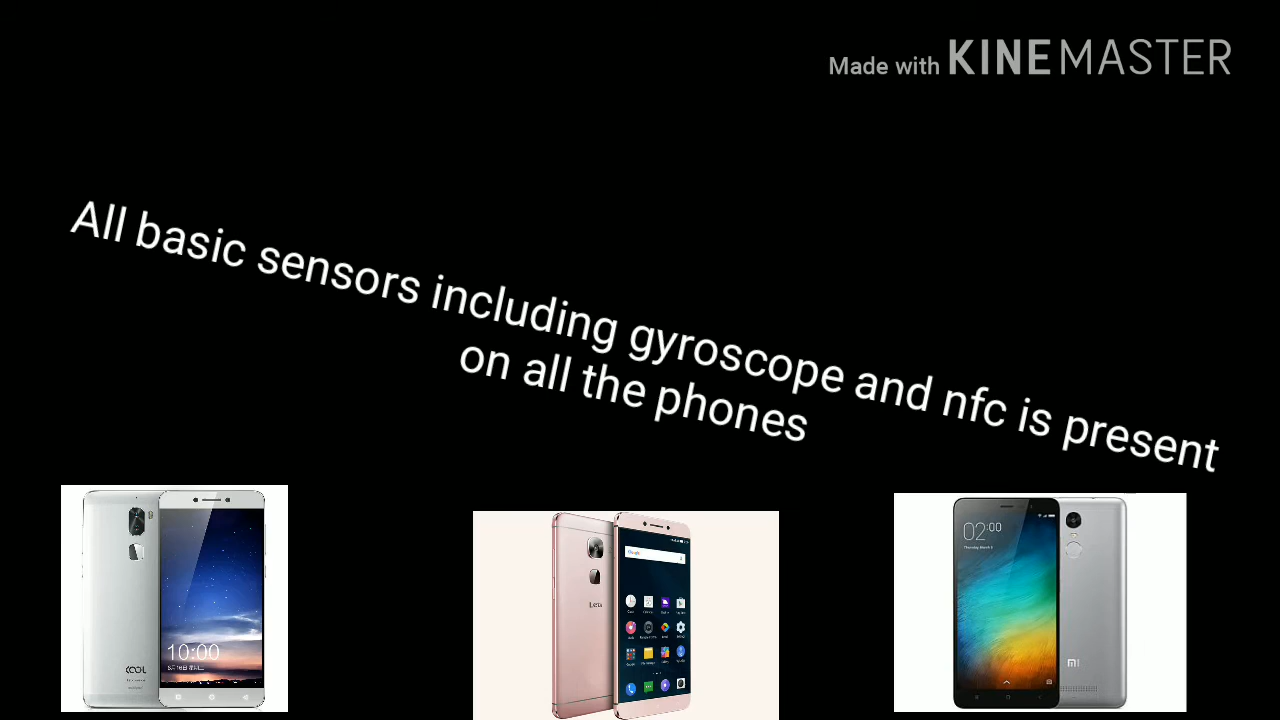 Made with KINEMASTER
All basic sensors including gyroscope and nfc is present
on all the phones
10:00
COOL
02:00